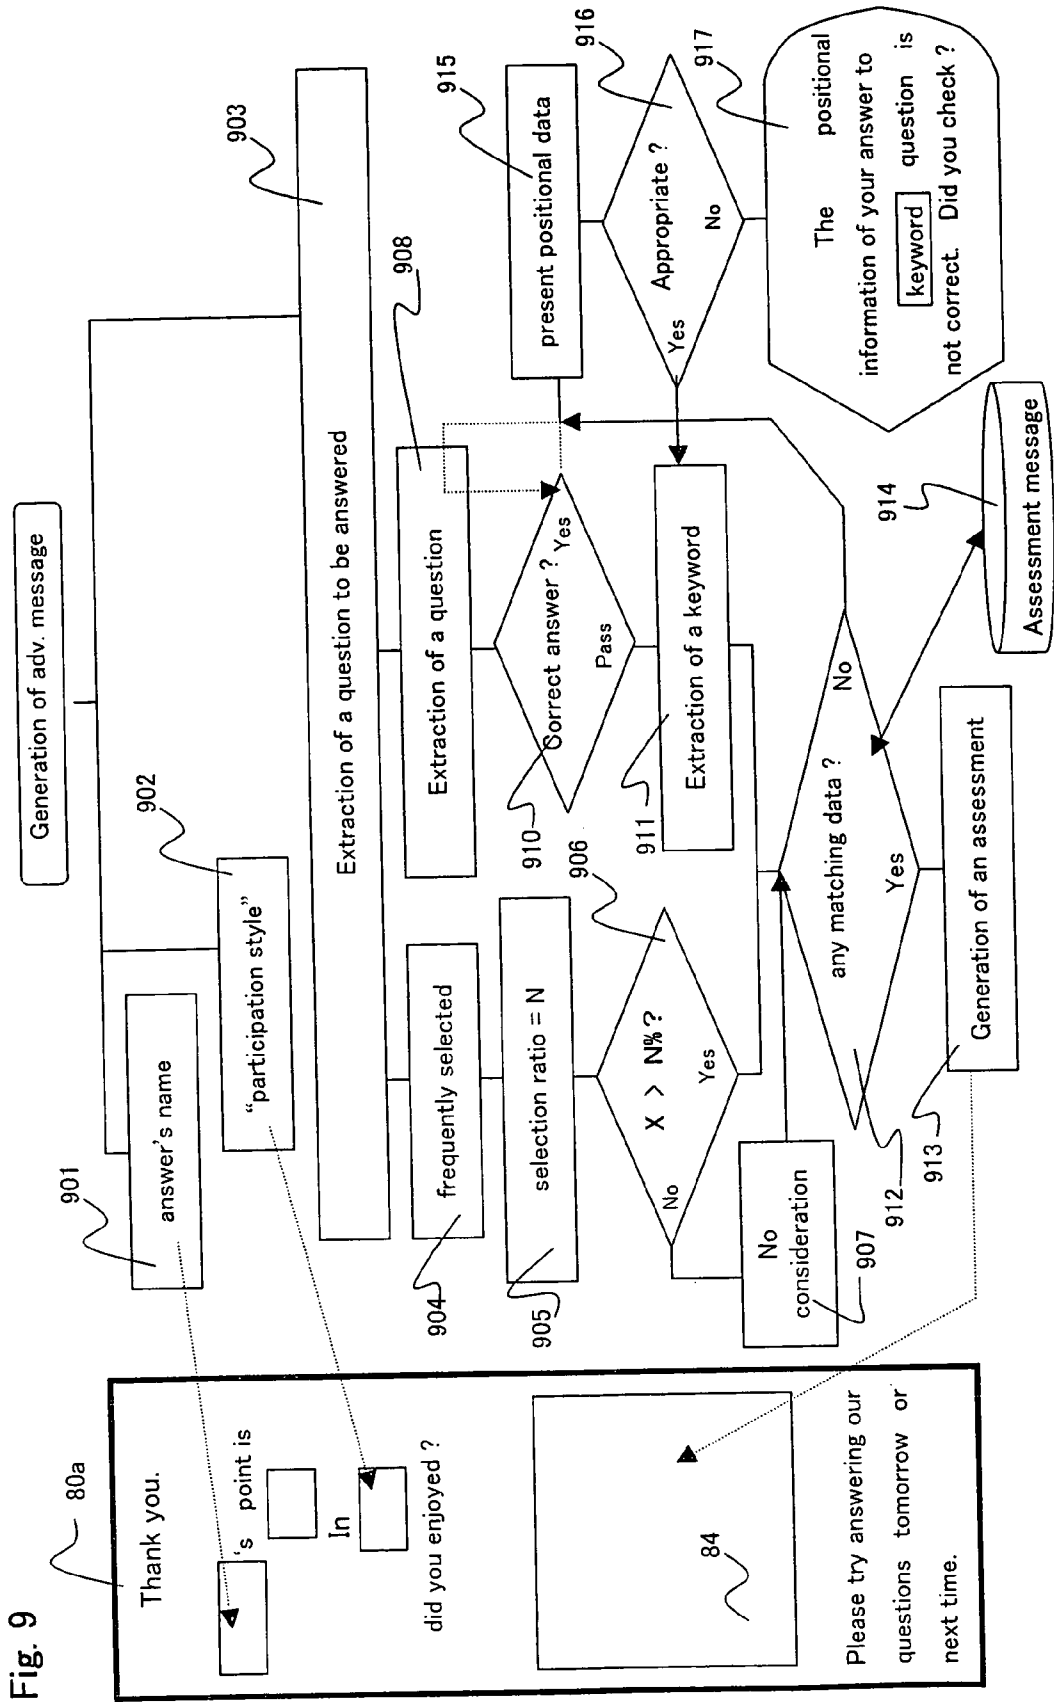 Fig. 9
80a
Thank you.
's point is
In
did you enjoyed ?
84
Please try answering our
questions tomorrow or
next time.
Generation of adv. message
901
answer's name
902
"participation style"
903
Extraction of a question to be answered
904
frequently selected
905
selection ratio = N
906
X > N%?
No
Yes
907
No
consideration
908
Extraction of a question
910
Correct answer ?
Yes
Pass
911
Extraction of a keyword
912
any matching data ?
No
Yes
913
Generation of an assessment
914
Assessment message
915
present positional data
916
Appropriate ?
Yes
No
917
The positional
information of your answer to
keyword question is
not correct. Did you check ?